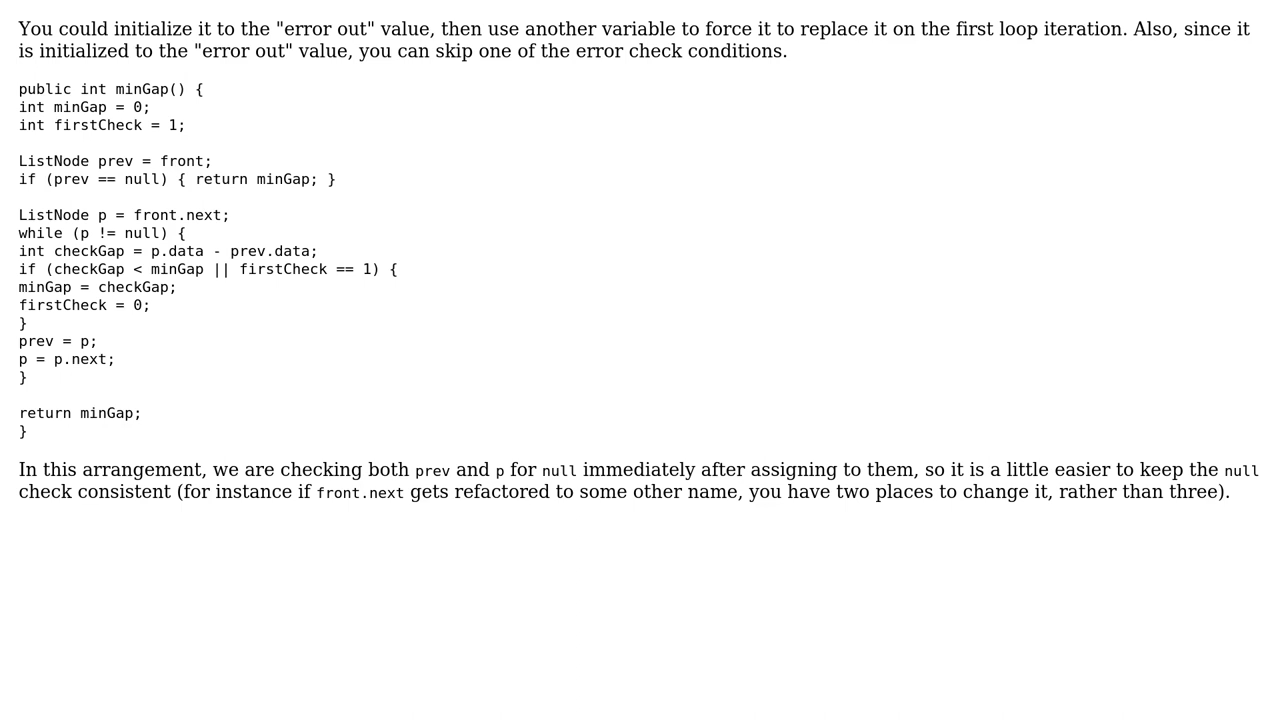 You could initialize it to the "error out" value, then use another variable to force it to replace it on the first loop iteration. Also, since it
is initialized to the "error out" value, you can skip one of the error check conditions.
public int minGap() {
int minGap = 0;
int firstCheck = 1;
ListNode prev = front;
if (prev == null) { return minGap; }
ListNode p = front.next;
while (p != null) {
int checkGap = p.data - prev.data;
if (checkGap < minGap || firstCheck == 1) {
minGap = checkGap;
firstCheck = 0;
}
prev = p;
p = p.next;
}
return minGap;
}
In this arrangement, we are checking both prev and p for null immediately after assigning to them, so it is a little easier to keep the null
check consistent (for instance if front.next gets refactored to some other name, you have two places to change it, rather than three).